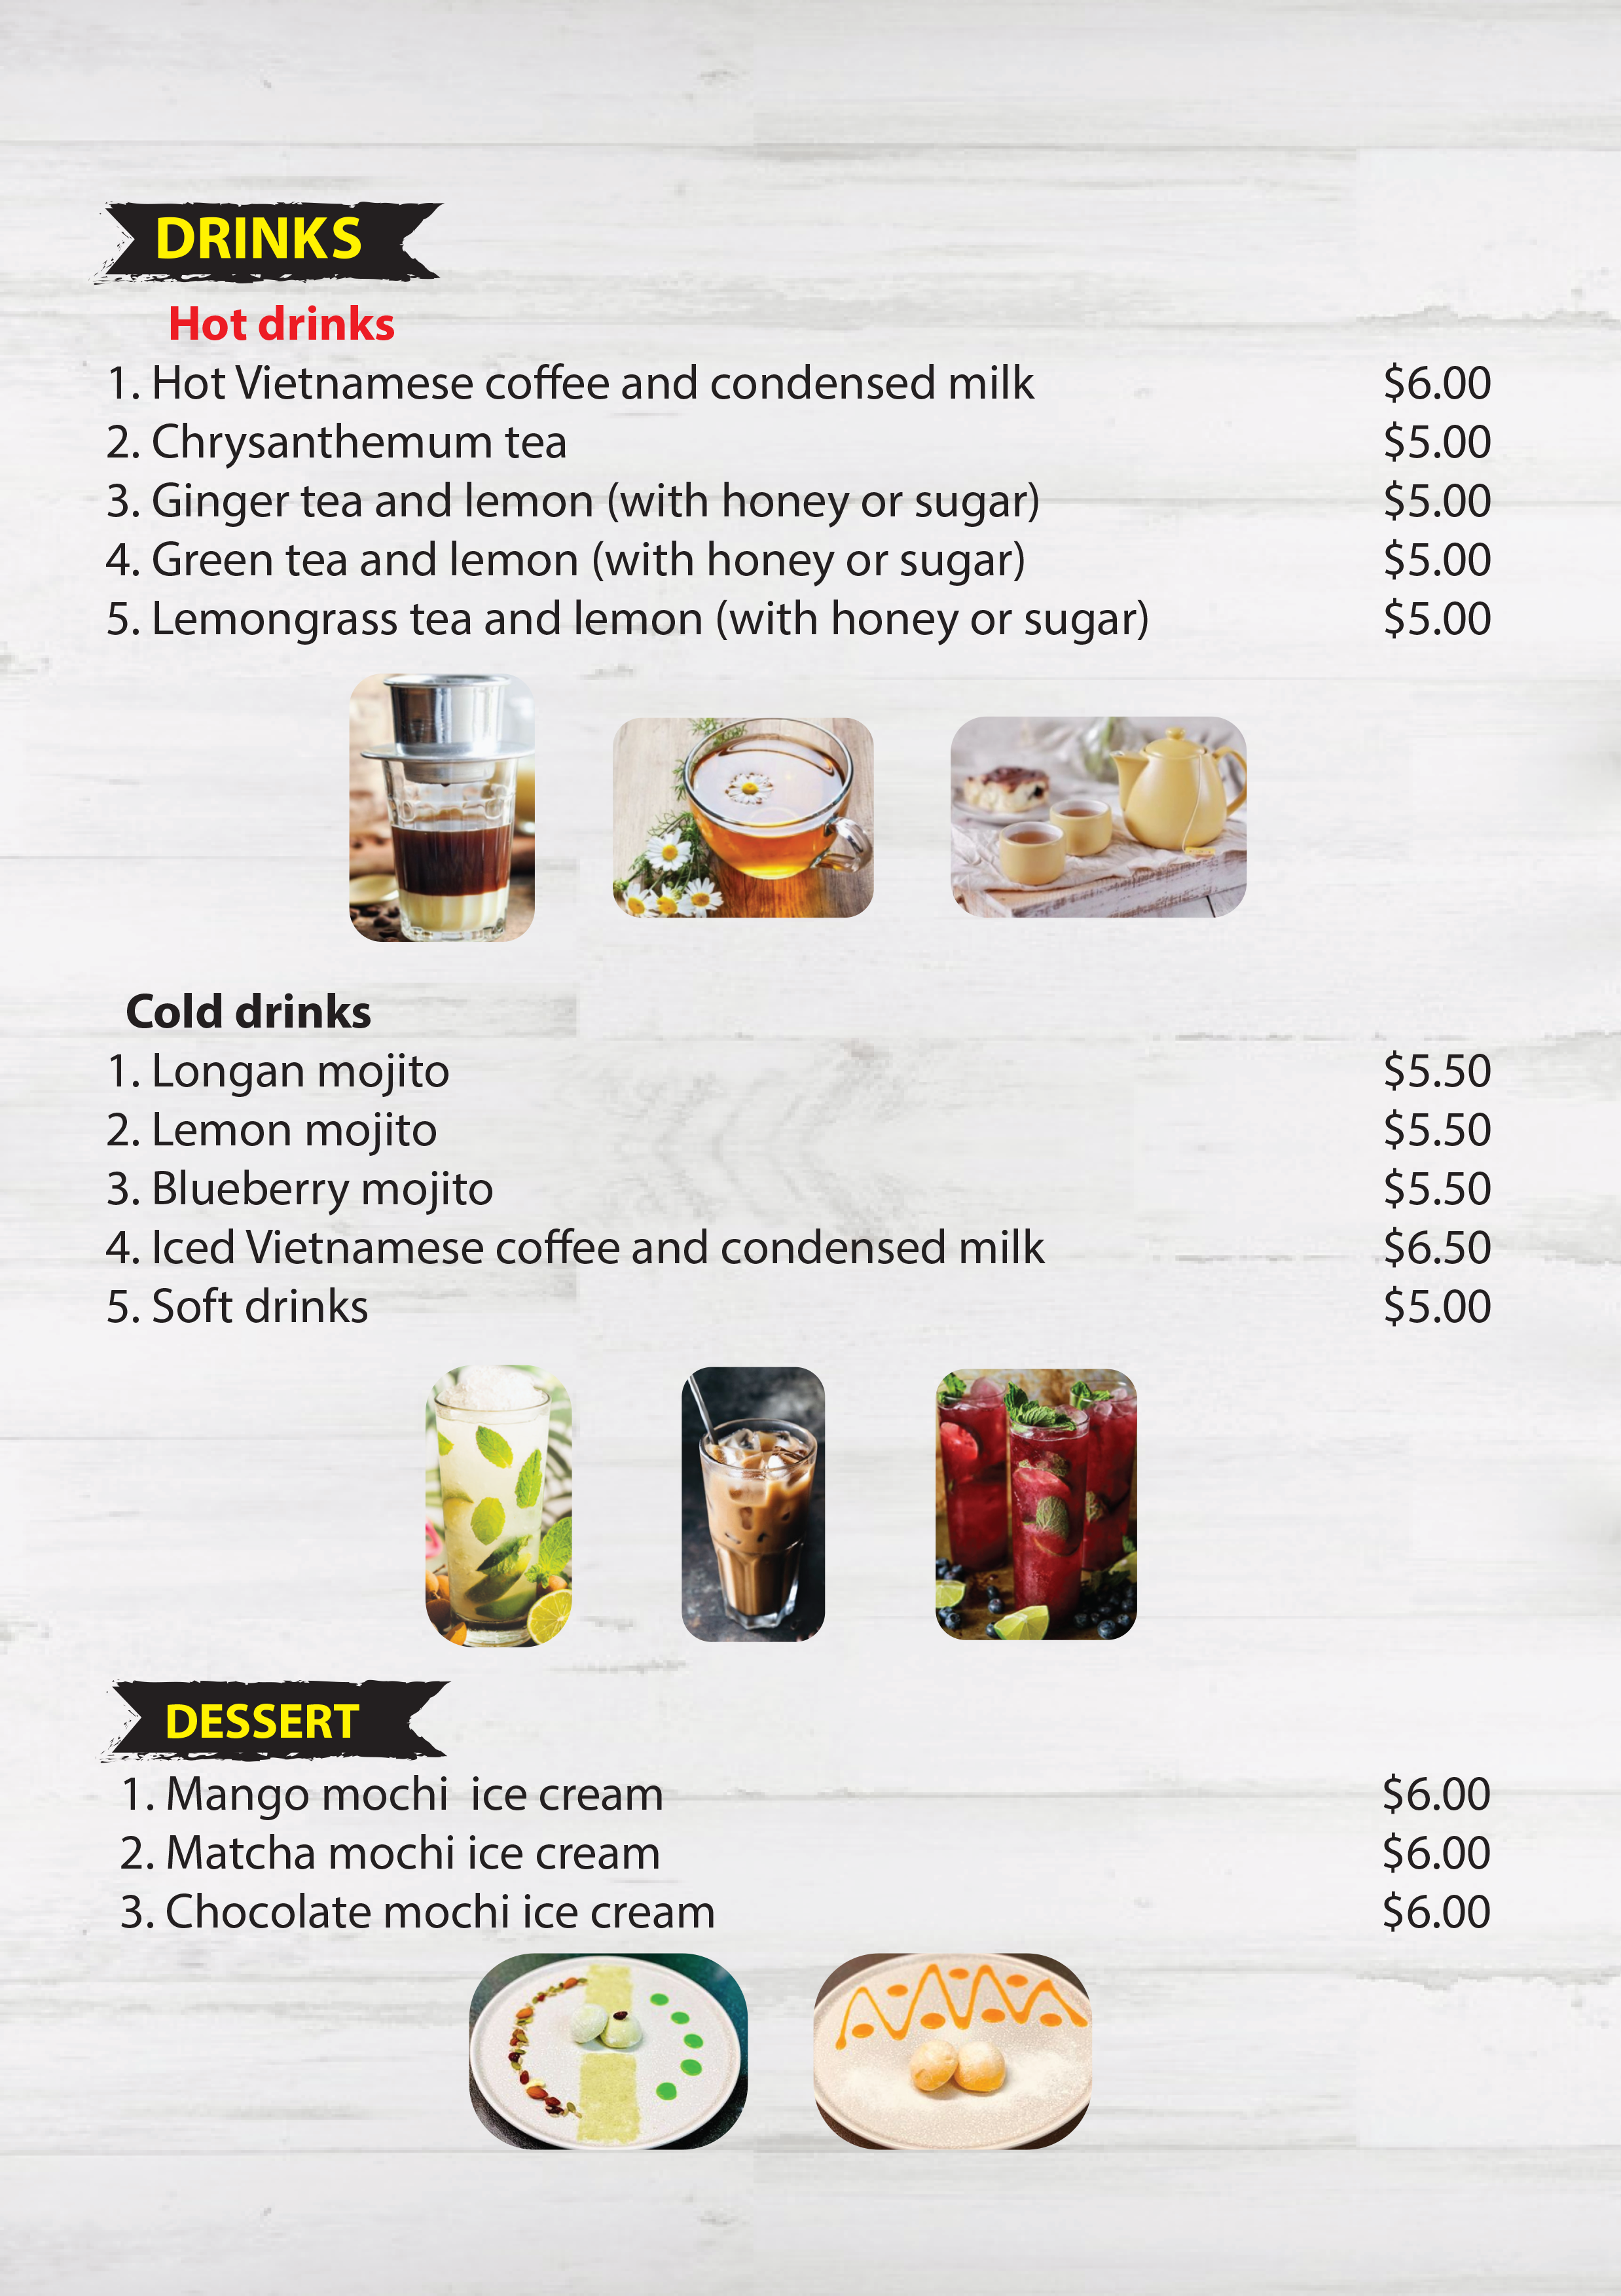 DRINKS
Hot drinks
1. Hot Vietnamese coffee and condensed milk $6.00
2. Chrysanthemum tea $5.00
3. Ginger tea and lemon (with honey or sugar) $5.00
4. Green tea and lemon (with honey or sugar) $5.00
5. Lemongrass tea and lemon (with honey or sugar) $5.00
Cold drinks
1. Longan mojito $5.50
2. Lemon mojito $5.50
3. Blueberry mojito $5.50
4. Iced Vietnamese coffee and condensed milk $6.50
5. Soft drinks $5.00
DESSERT
1. Mango mochi ice cream $6.00
2. Matcha mochi ice cream $6.00
3. Chocolate mochi ice cream $6.00